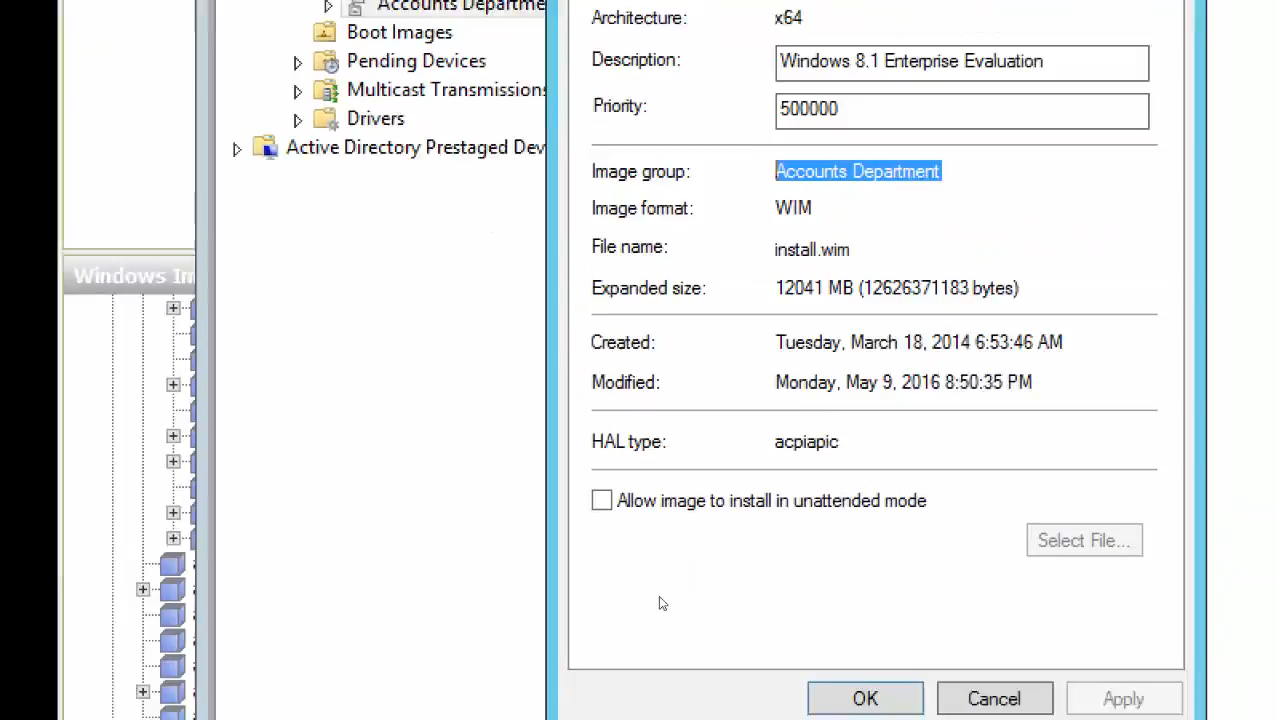 Accounts Departme
Boot Images
Pending Devices
Multicast Transmissions
Drivers
Active Directory Prestaged Dev
Windows Im
Architecture: x64
Description: Windows 8.1 Enterprise Evaluation
Priority: 500000
Image group: Accounts Department
Image format: WIM
File name: install.wim
Expanded size: 12041 MB (12626371183 bytes)
Created: Tuesday, March 18, 2014 6:53:46 AM
Modified: Monday, May 9, 2016 8:50:35 PM
HAL type: acpiapic
Allow image to install in unattended mode
Select File...
OK Cancel Apply